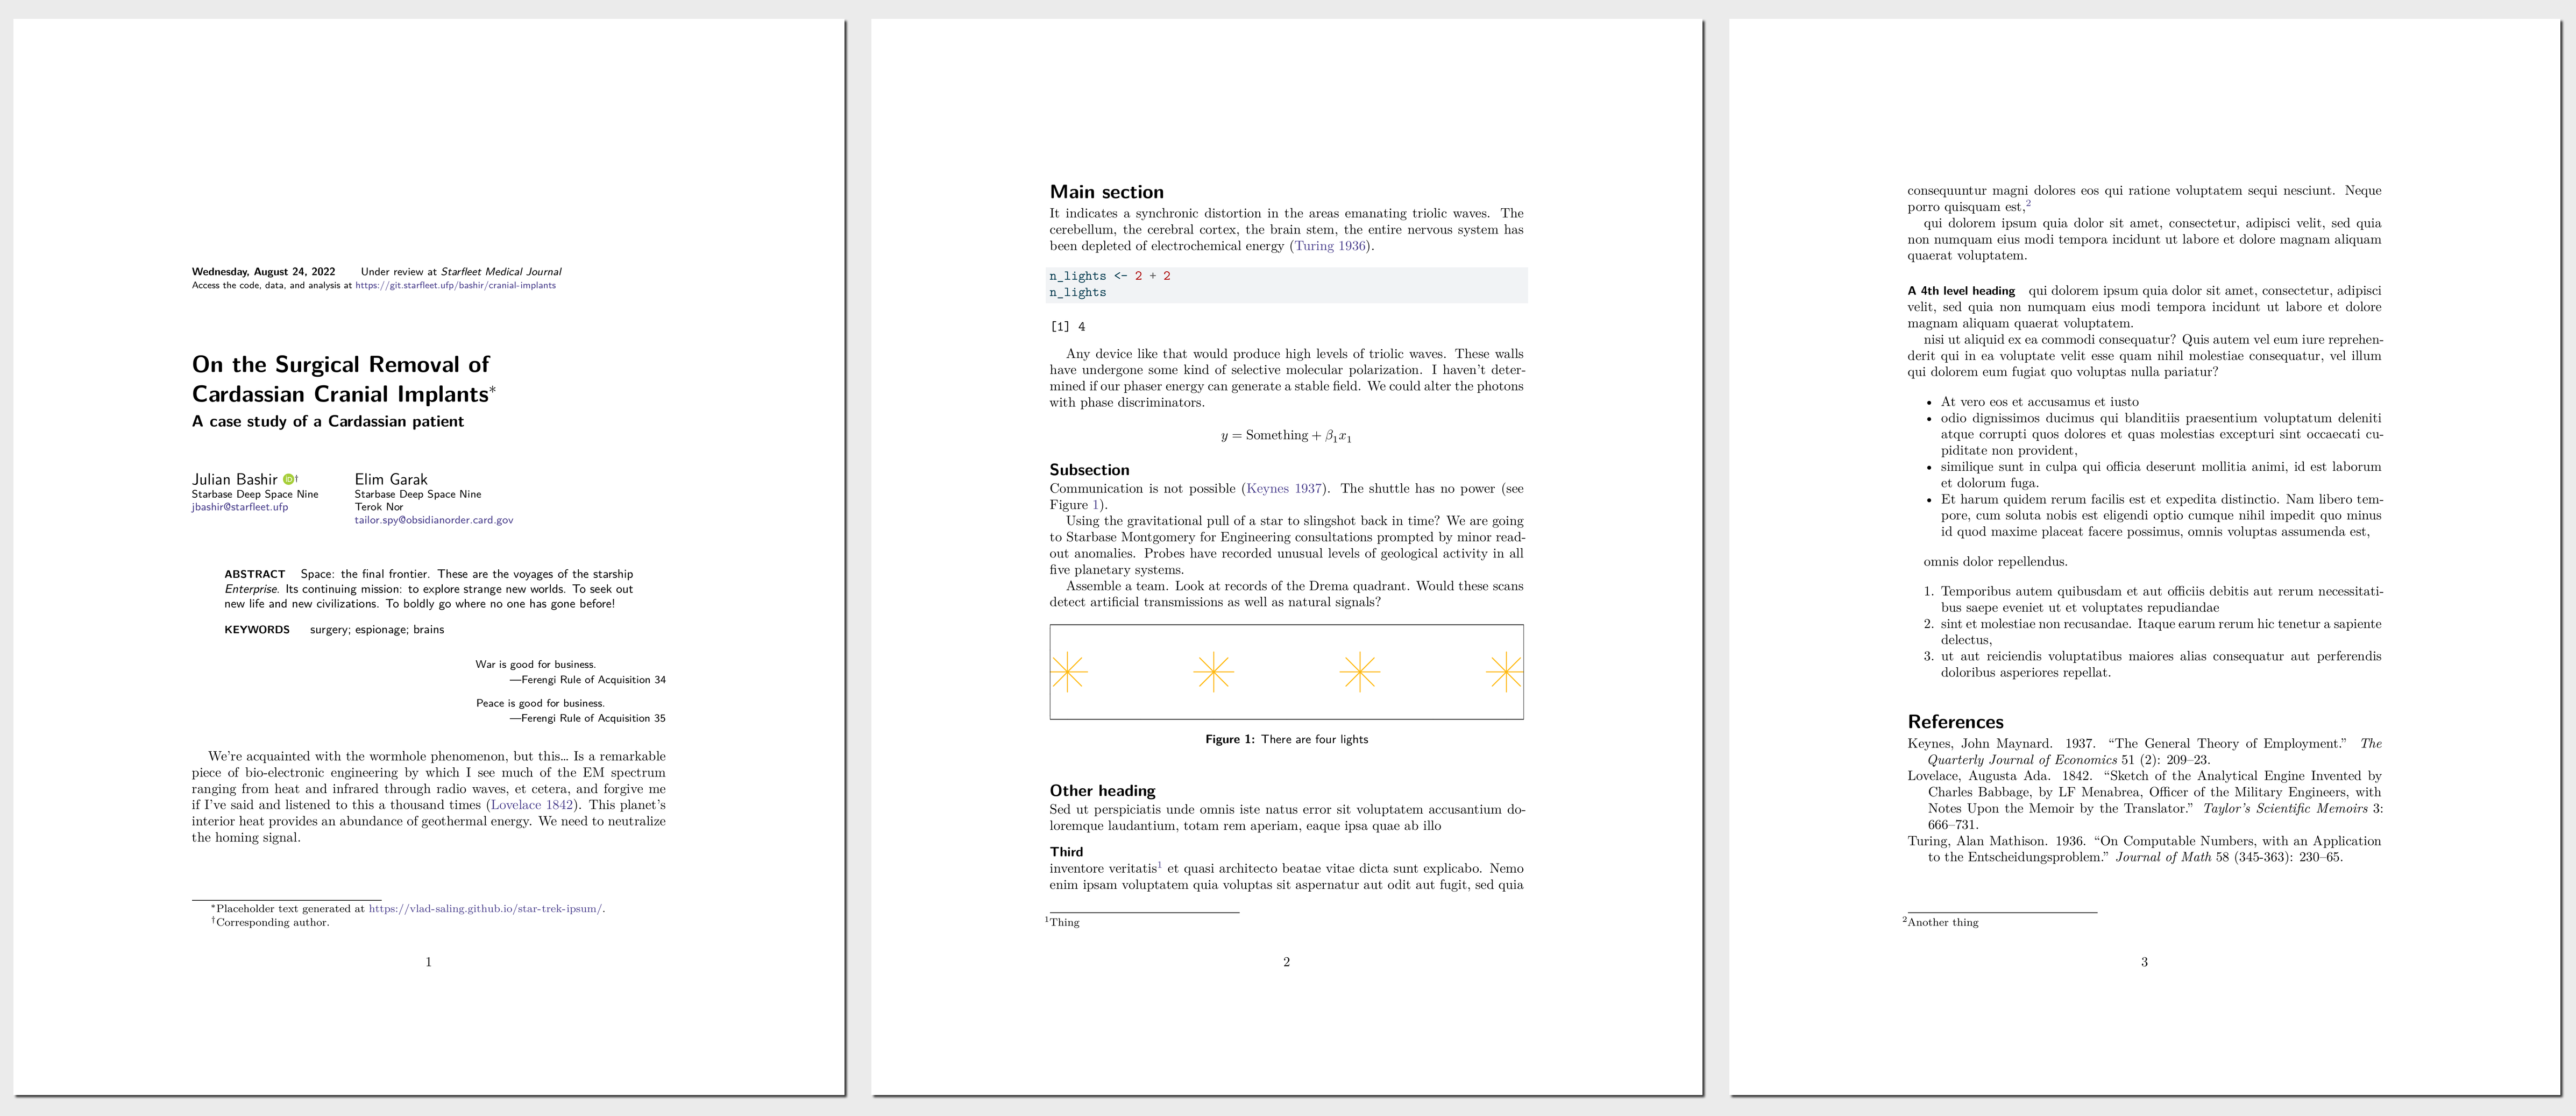 Wednesday, August 24, 2022 Under review at Starfleet Medical Journal
Access the code, data, and analysis at https://git.starfleet.ufp/bashir/cranial-implants
On the Surgical Removal of
Cardassian Cranial Implants*
A case study of a Cardassian patient
Julian Bashir iD† Elim Garak
Starbase Deep Space Nine Starbase Deep Space Nine
jbashir@starfleet.ufp Terok Nor
tailor.spy@obsidianorder.card.gov
ABSTRACT Space: the final frontier. These are the voyages of the starship
Enterprise. Its continuing mission: to explore strange new worlds. To seek out
new life and new civilizations. To boldly go where no one has gone before!
KEYWORDS surgery; espionage; brains
War is good for business.
—Ferengi Rule of Acquisition 34
Peace is good for business.
—Ferengi Rule of Acquisition 35
We're acquainted with the wormhole phenomenon, but this… Is a remarkable
piece of bio-electronic engineering by which I see much of the EM spectrum
ranging from heat and infrared through radio waves, et cetera, and forgive me
if I've said and listened to this a thousand times (Lovelace 1842). This planet's
interior heat provides an abundance of geothermal energy. We need to neutralize
the homing signal.
*Placeholder text generated at https://vlad-saling.github.io/star-trek-ipsum/.
†Corresponding author.
1
Main section
It indicates a synchronic distortion in the areas emanating triolic waves. The
cerebellum, the cerebral cortex, the brain stem, the entire nervous system has
been depleted of electrochemical energy (Turing 1936).
n_lights <- 2 + 2
n_lights
[1] 4
Any device like that would produce high levels of triolic waves. These walls
have undergone some kind of selective molecular polarization. I haven't deter-
mined if our phaser energy can generate a stable field. We could alter the photons
with phase discriminators.
y = Something + β₁x₁
Subsection
Communication is not possible (Keynes 1937). The shuttle has no power (see
Figure 1).
Using the gravitational pull of a star to slingshot back in time? We are going
to Starbase Montgomery for Engineering consultations prompted by minor read-
out anomalies. Probes have recorded unusual levels of geological activity in all
five planetary systems.
Assemble a team. Look at records of the Drema quadrant. Would these scans
detect artificial transmissions as well as natural signals?
Figure 1: There are four lights
Other heading
Sed ut perspiciatis unde omnis iste natus error sit voluptatem accusantium do-
loremque laudantium, totam rem aperiam, eaque ipsa quae ab illo
Third
inventore veritatis¹ et quasi architecto beatae vitae dicta sunt explicabo. Nemo
enim ipsam voluptatem quia voluptas sit aspernatur aut odit aut fugit, sed quia
¹Thing
2
consequuntur magni dolores eos qui ratione voluptatem sequi nesciunt. Neque
porro quisquam est,²
qui dolorem ipsum quia dolor sit amet, consectetur, adipisci velit, sed quia
non numquam eius modi tempora incidunt ut labore et dolore magnam aliquam
quaerat voluptatem.
A 4th level heading qui dolorem ipsum quia dolor sit amet, consectetur, adipisci
velit, sed quia non numquam eius modi tempora incidunt ut labore et dolore
magnam aliquam quaerat voluptatem.
nisi ut aliquid ex ea commodi consequatur? Quis autem vel eum iure reprehen-
derit qui in ea voluptate velit esse quam nihil molestiae consequatur, vel illum
qui dolorem eum fugiat quo voluptas nulla pariatur?
• At vero eos et accusamus et iusto
• odio dignissimos ducimus qui blanditiis praesentium voluptatum deleniti
atque corrupti quos dolores et quas molestias excepturi sint occaecati cu-
piditate non provident,
• similique sunt in culpa qui officia deserunt mollitia animi, id est laborum
et dolorum fuga.
• Et harum quidem rerum facilis est et expedita distinctio. Nam libero tem-
pore, cum soluta nobis est eligendi optio cumque nihil impedit quo minus
id quod maxime placeat facere possimus, omnis voluptas assumenda est,
omnis dolor repellendus.
1. Temporibus autem quibusdam et aut officiis debitis aut rerum necessitati-
bus saepe eveniet ut et voluptates repudiandae
2. sint et molestiae non recusandae. Itaque earum rerum hic tenetur a sapiente
delectus,
3. ut aut reiciendis voluptatibus maiores alias consequatur aut perferendis
doloribus asperiores repellat.
References
Keynes, John Maynard. 1937. “The General Theory of Employment.” The
Quarterly Journal of Economics 51 (2): 209–23.
Lovelace, Augusta Ada. 1842. “Sketch of the Analytical Engine Invented by
Charles Babbage, by LF Menabrea, Officer of the Military Engineers, with
Notes Upon the Memoir by the Translator.” Taylor's Scientific Memoirs 3:
666–731.
Turing, Alan Mathison. 1936. “On Computable Numbers, with an Application
to the Entscheidungsproblem.” Journal of Math 58 (345-363): 230–65.
²Another thing
3